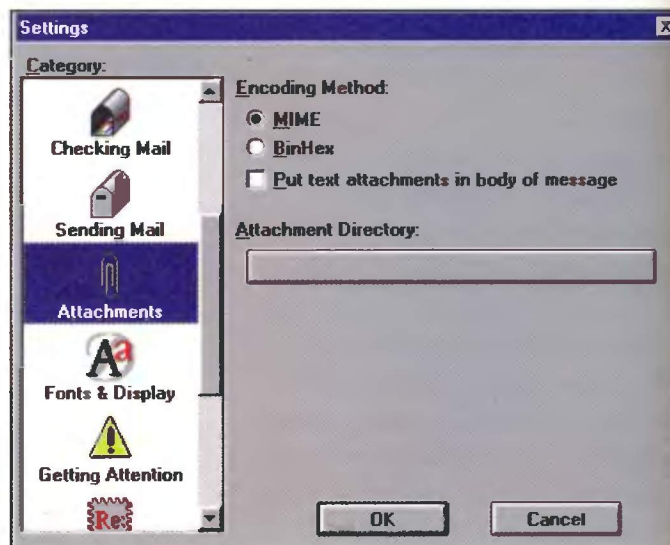 Settings
Category:
Checking Mail
Sending Mail
Attachments
Fonts & Display
Getting Attention
Re:
Encoding Method:
MIME
BinHex
Put text attachments in body of message
Attachment Directory:
OK
Cancel